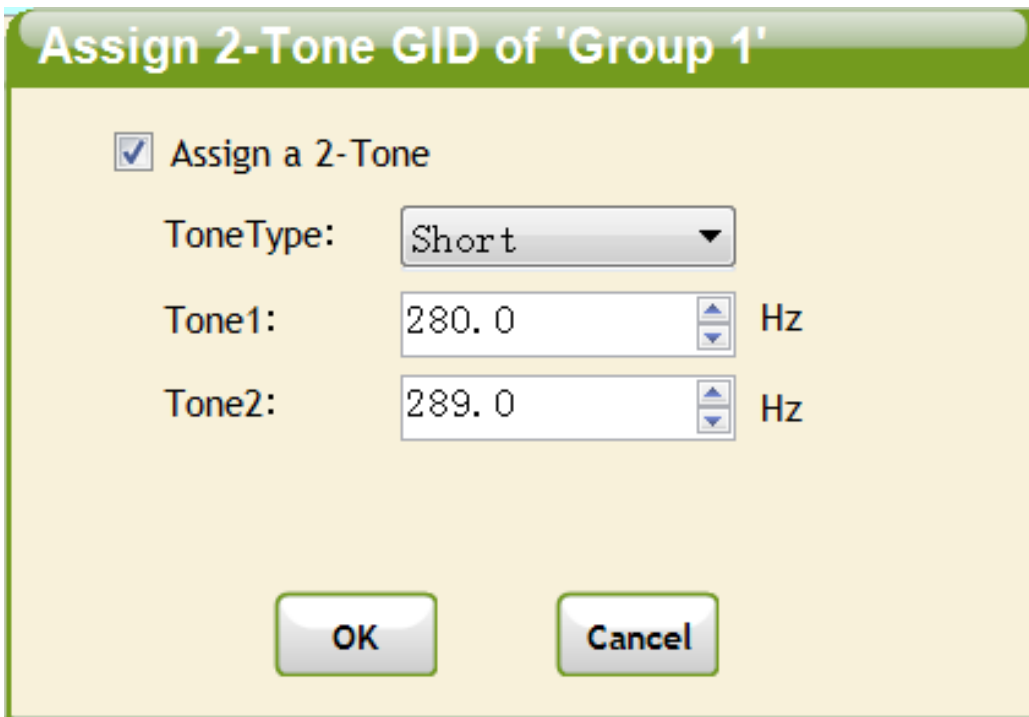 Assign 2-Tone GID of 'Group 1'
Assign a 2-Tone
ToneType: Short
Tone1: 280.0 Hz
Tone2: 289.0 Hz
OK Cancel